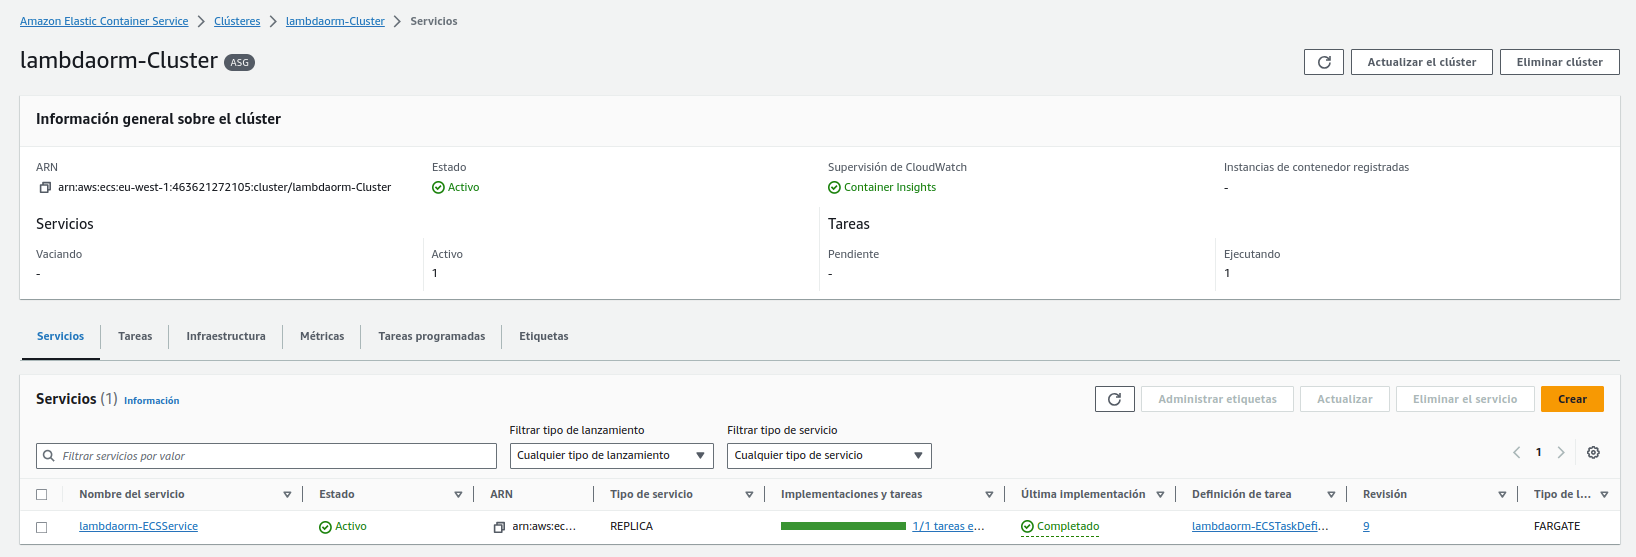 Amazon Elastic Container Service > Clústeres > lambdaorm-Cluster > Servicios
lambdaorm-Cluster ASG
Actualizar el clúster
Eliminar clúster
Información general sobre el clúster
ARN
arn:aws:ecs:eu-west-1:463621272105:cluster/lambdaorm-Cluster
Estado
Activo
Supervisión de CloudWatch
Container Insights
Instancias de contenedor registradas
-
Servicios
Vaciando
-
Activo
1
Tareas
Pendiente
-
Ejecutando
1
Servicios Tareas Infraestructura Métricas Tareas programadas Etiquetas
Servicios (1) Información
Administrar etiquetas
Actualizar
Eliminar el servicio
Crear
Filtrar servicios por valor
Filtrar tipo de lanzamiento
Cualquier tipo de lanzamiento
Filtrar tipo de servicio
Cualquier tipo de servicio
1
Nombre del servicio Estado ARN Tipo de servicio Implementaciones y tareas Última implementación Definición de tarea Revisión Tipo de l...
lambdaorm-ECSService Activo arn:aws:ec... REPLICA 1/1 tareas e... Completado lambdaorm-ECSTaskDefi... 9 FARGATE